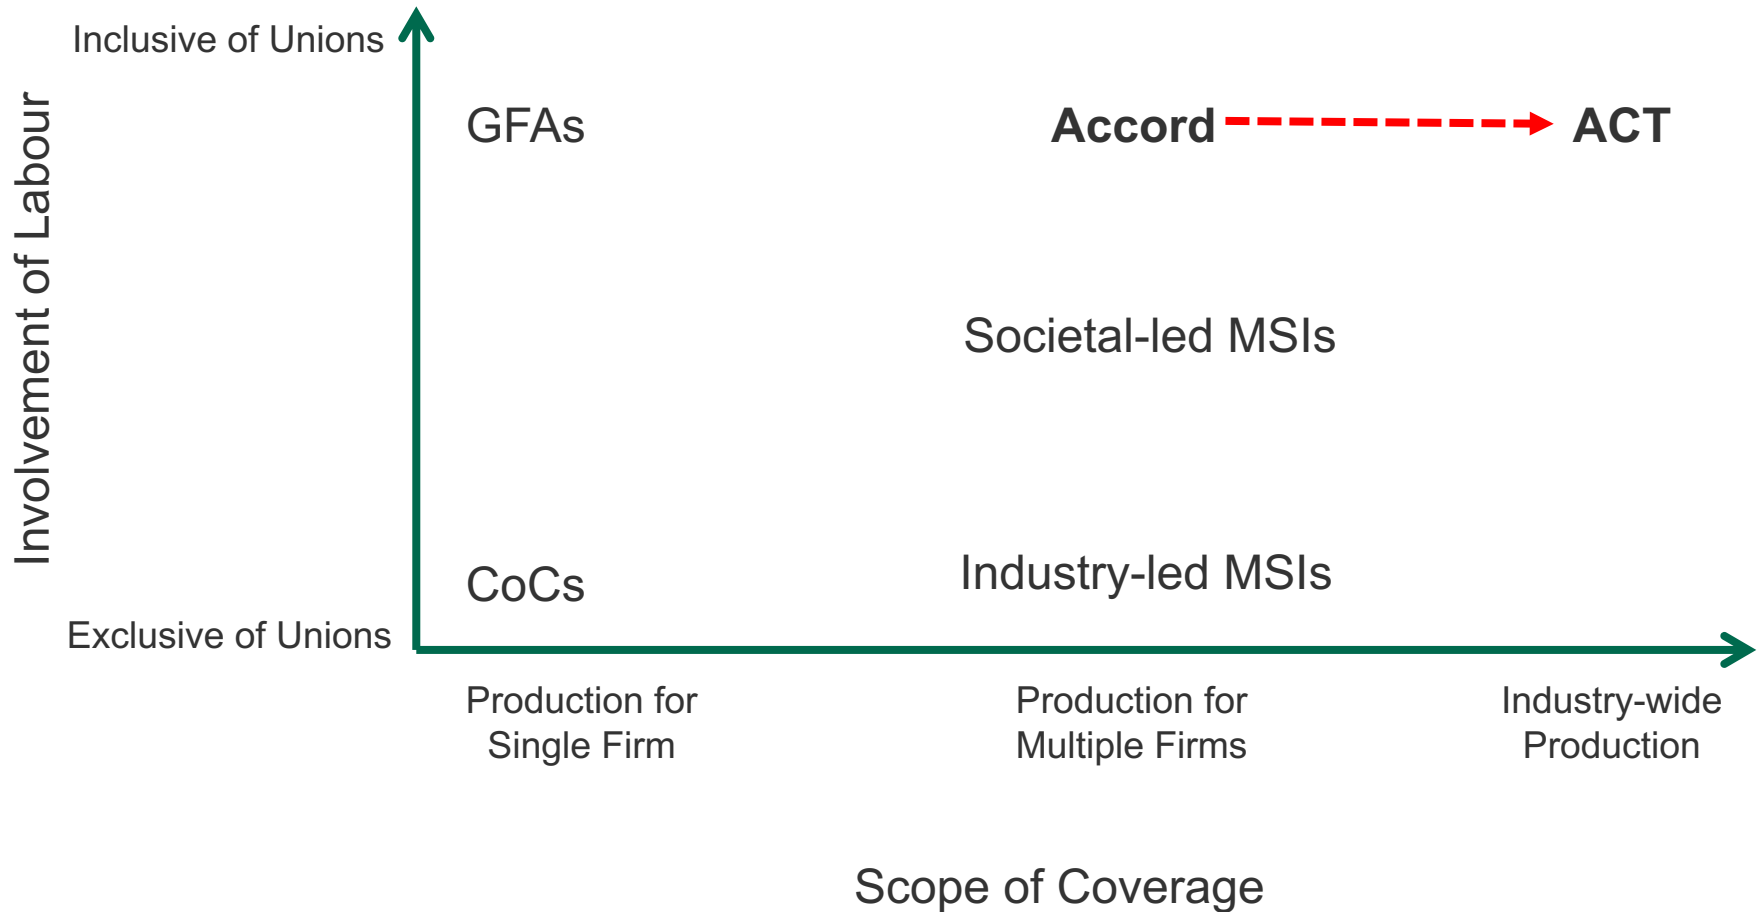 Inclusive of Unions
Involvement of Labour
GFAs
Accord
ACT
Societal-led MSIs
CoCs
Industry-led MSIs
Exclusive of Unions
Production for
Single Firm
Production for
Multiple Firms
Industry-wide
Production
Scope of Coverage